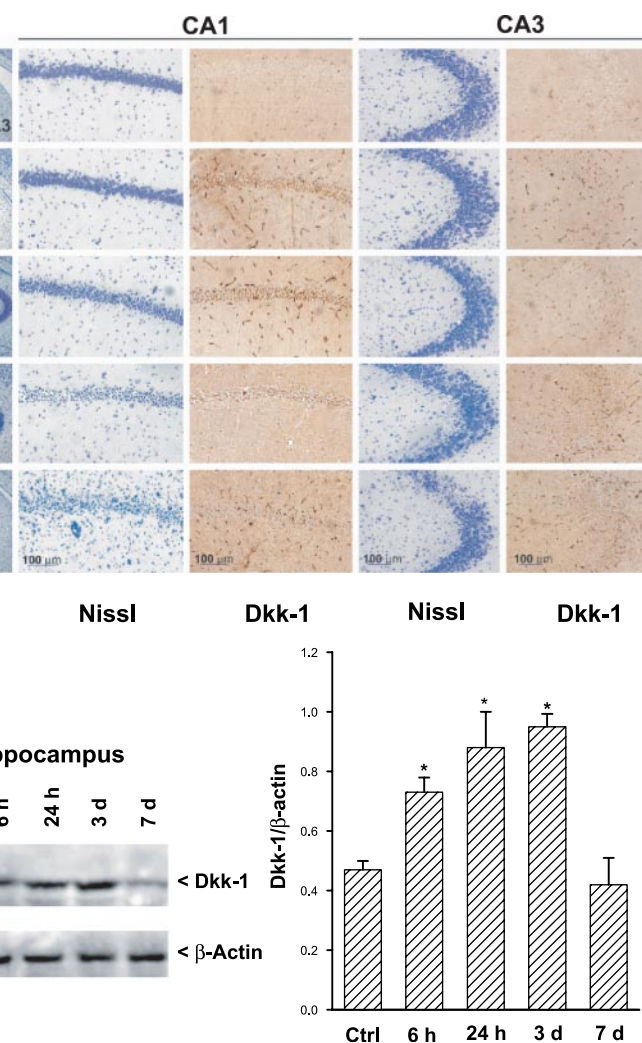 CA1 CA3
100 µm 100 µm 100 µm 100 µm
Nissl Dkk-1 Nissl Dkk-1
24 h 3 d 7 d
< Dkk-1
< β-Actin
Dkk-1/β-actin
1.2
1.0
0.8
0.6
0.4
0.2
0.0
* * *
Ctrl 6 h 24 h 3 d 7 d